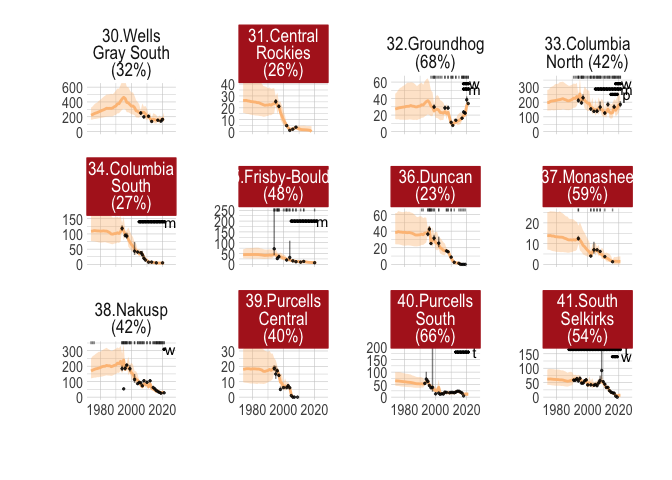 30.Wells
Gray South
(32%)
31.Central
Rockies
(26%)
32.Groundhog
(68%)
33.Columbia
North (42%)
600
400
200
0
40
30
20
10
0
60
40
20
0
w
m
300
200
100
0
w
m
p
34.Columbia
South
(27%)
.Frisby-Bould
(48%)
36.Duncan
(23%)
37.Monashee
(59%)
150
100
50
0
m
250
200
150
100
50
0
m
60
40
20
0
20
10
0
38.Nakusp
(42%)
39.Purcells
Central
(40%)
40.Purcells
South
(66%)
41.South
Selkirks
(54%)
300
200
100
0
w
30
20
10
0
200
150
100
50
0
t
150
100
50
0
w
1980 2000 2020
1980 2000 2020
1980 2000 2020
1980 2000 2020